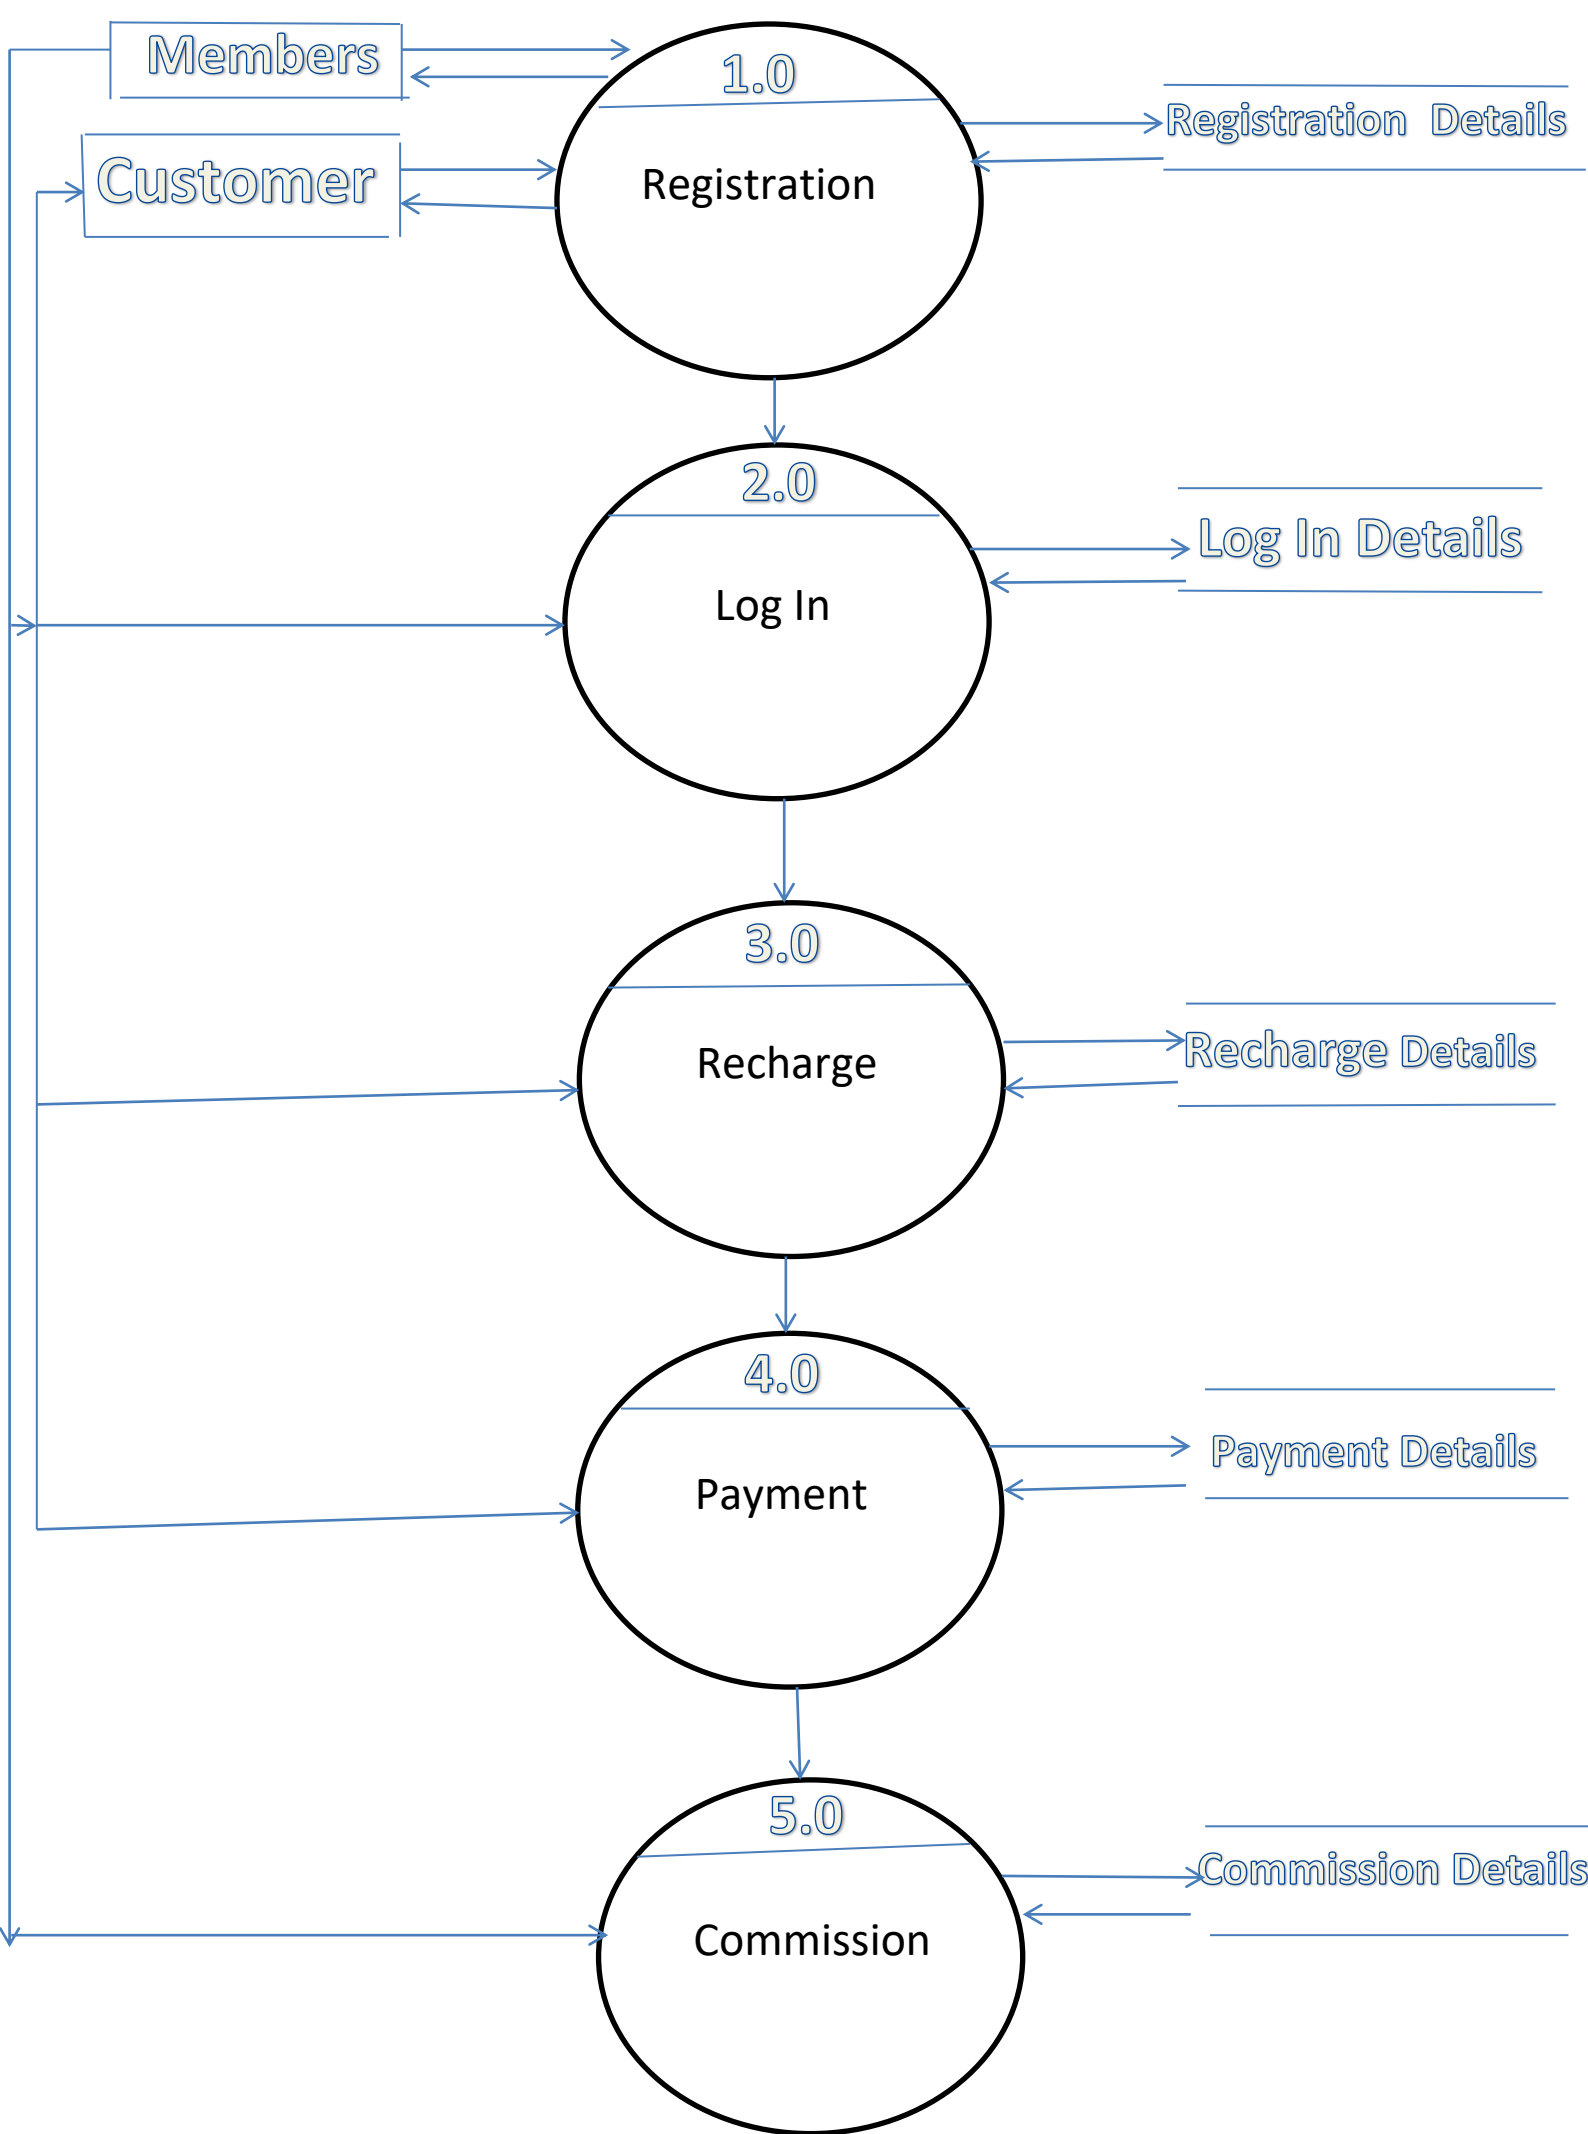 Members
1.0
Registration Details
Customer
Registration
2.0
Log In Details
Log In
3.0
Recharge Details
Recharge
4.0
Payment Details
Payment
5.0
Commission Details
Commission